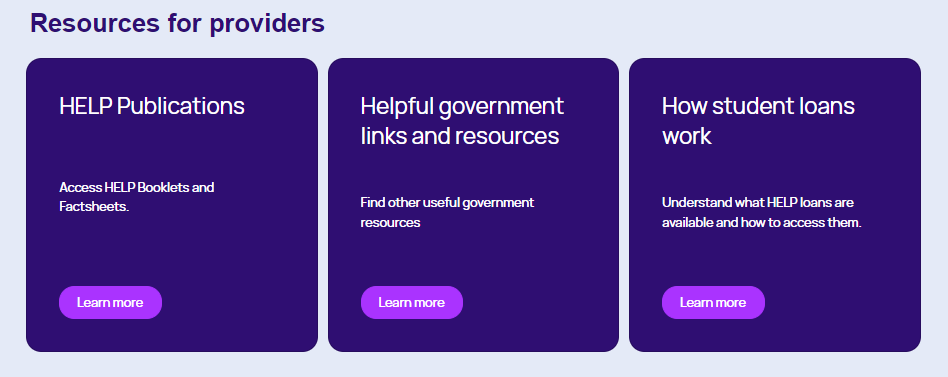 Resources for providers
HELP Publications
Access HELP Booklets and
Factsheets.
Learn more
Helpful government
links and resources
Find other useful government
resources
Learn more
How student loans
work
Understand what HELP loans are
available and how to access them.
Learn more